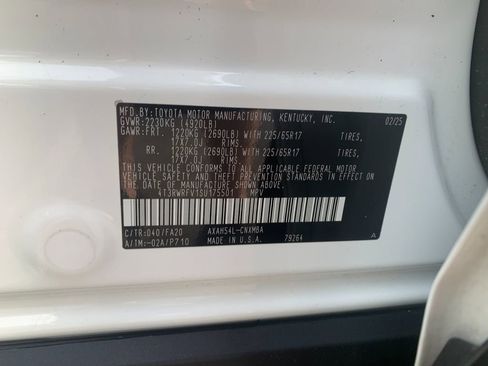 MFD.BY:TOYOTA MOTOR MANUFACTURING, KENTUCKY, INC. 02/25
GVWR:2230KG (4920LB)
GAWR:FRT. 1220KG (2690LB) WITH 225/65R17 TIRES,
17X7.0J RIMS.
RR. 1220KG (2690LB) WITH 225/65R17 TIRES,
17X7.0J RIMS.
THIS VEHICLE CONFORMS TO ALL APPLICABLE FEDERAL MOTOR
VEHICLE SAFETY AND THEFT PREVENTION STANDARDS IN EFFECT ON
THE DATE OF MANUFACTURE SHOWN ABOVE.
4T3RWRFV1SU175501 MPV
C/TR:040/FA20 AXAH54L-CNXMBA
A/TM:-02A/P710 79264 A